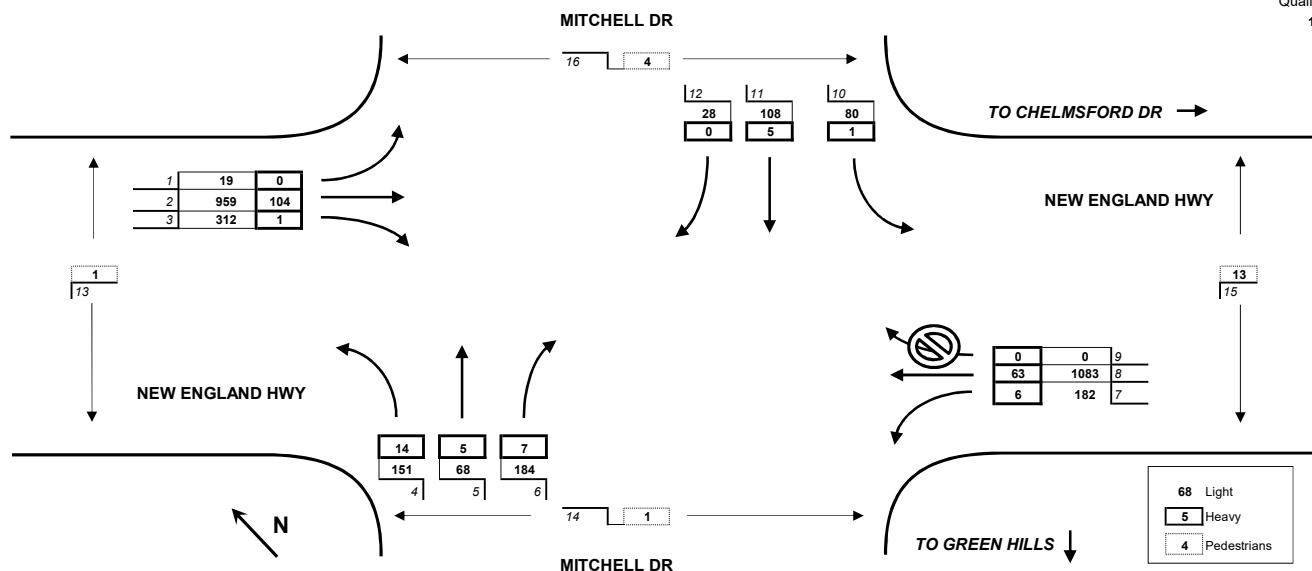 Quali
1
MITCHELL DR
16 4
12 11 10
28 108 80
0 5 1
TO CHELMSFORD DR
1 19 0
2 959 104
3 312 1
NEW ENGLAND HWY
1
13
13
15
0 0 9
63 1083 8
6 182 7
NEW ENGLAND HWY
14 5 7
151 68 184
4 5 6
N
14 1
MITCHELL DR
TO GREEN HILLS
68 Light
5 Heavy
4 Pedestrians